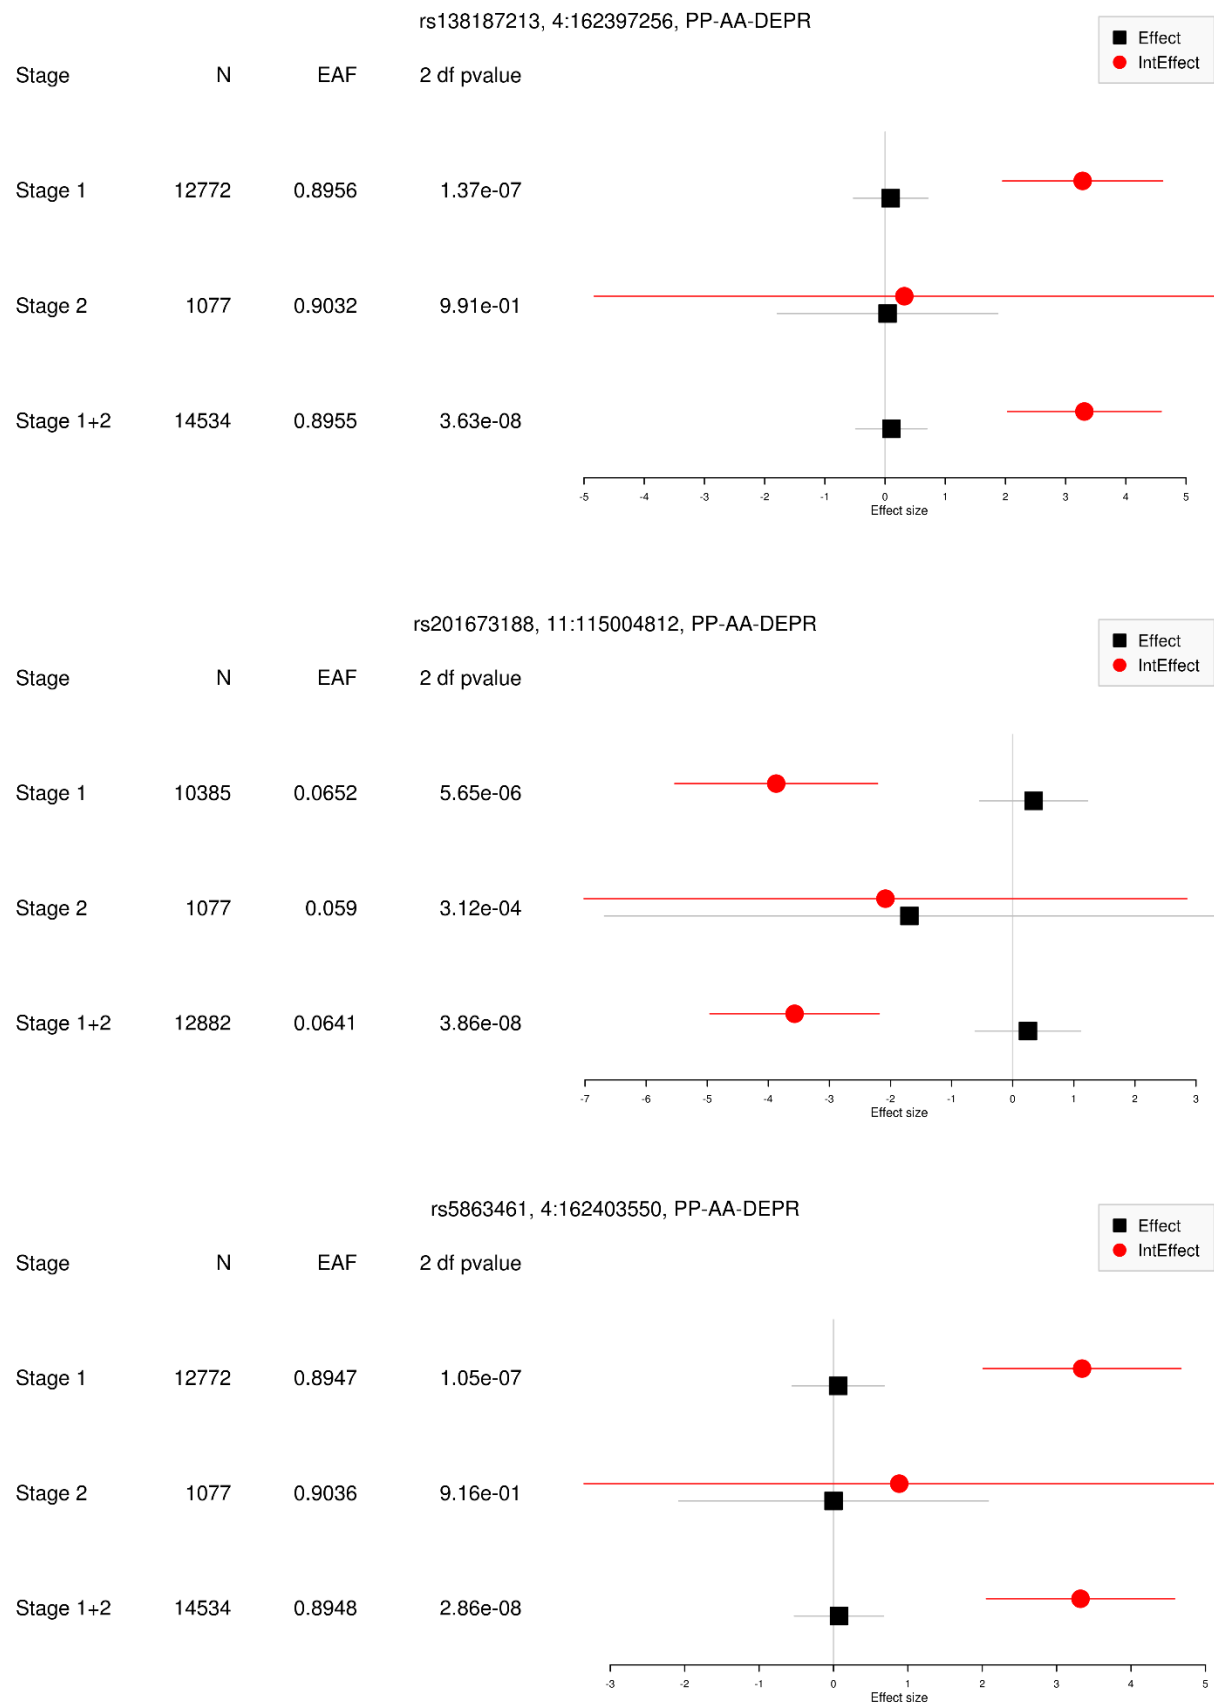 rs138187213, 4:162397256, PP-AA-DEPR
Effect
IntEffect
Stage N EAF 2 df pvalue
Stage 1 12772 0.8956 1.37e-07
Stage 2 1077 0.9032 9.91e-01
Stage 1+2 14534 0.8955 3.63e-08
-5 -4 -3 -2 -1 0 1 2 3 4 5
Effect size
rs201673188, 11:115004812, PP-AA-DEPR
Effect
IntEffect
Stage N EAF 2 df pvalue
Stage 1 10385 0.0652 5.65e-06
Stage 2 1077 0.059 3.12e-04
Stage 1+2 12882 0.0641 3.86e-08
-7 -6 -5 -4 -3 -2 -1 0 1 2 3
Effect size
rs5863461, 4:162403550, PP-AA-DEPR
Effect
IntEffect
Stage N EAF 2 df pvalue
Stage 1 12772 0.8947 1.05e-07
Stage 2 1077 0.9036 9.16e-01
Stage 1+2 14534 0.8948 2.86e-08
-3 -2 -1 0 1 2 3 4 5
Effect size